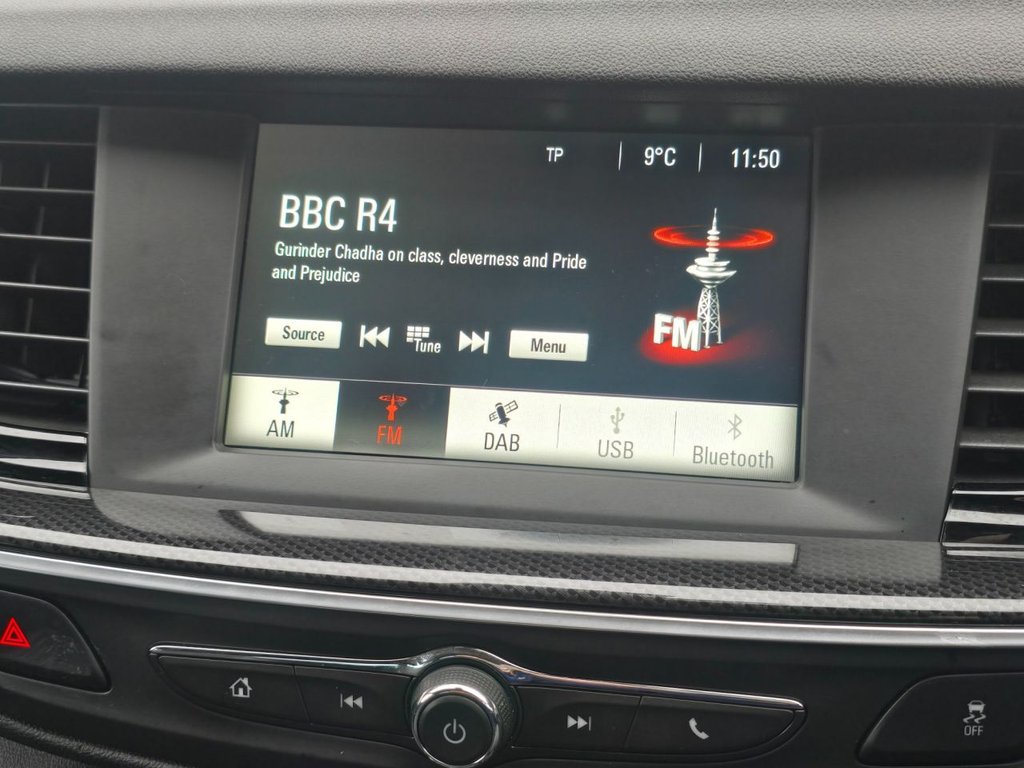 TP 9°C 11:50
BBC R4
Gurinder Chadha on class, cleverness and Pride
and Prejudice
FM
Source Tune Menu
AM FM DAB USB Bluetooth
OFF